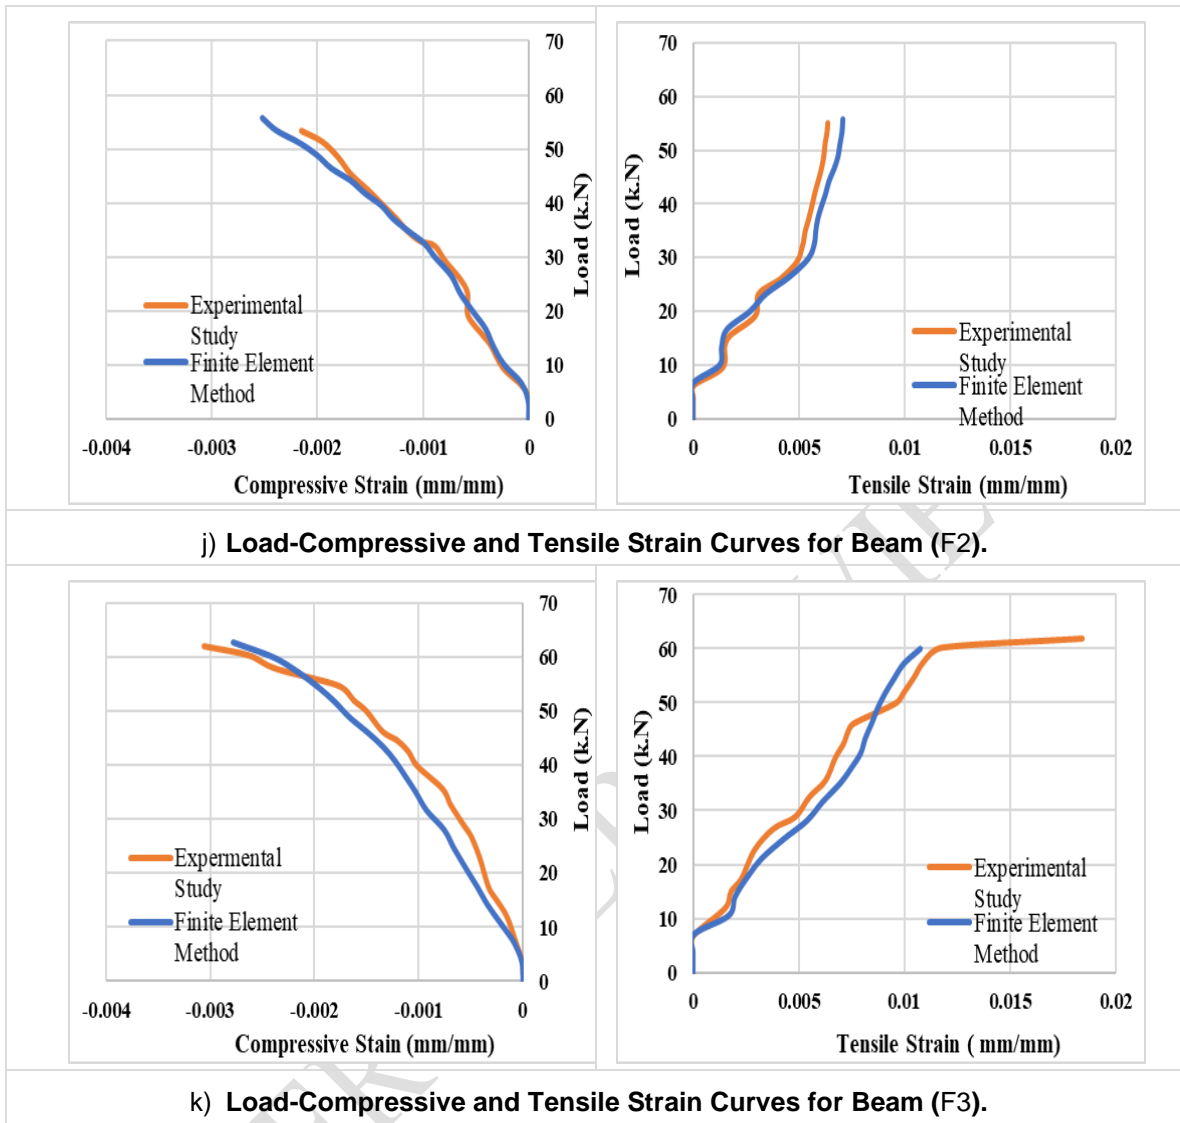 70
60
50
40
30
20
10
0
Load (k.N)
Experimental
Study
Finite Element
Method
-0.004 -0.003 -0.002 -0.001 0
Compressive Strain (mm/mm)
70
60
50
40
30
20
10
0
Load (k.N)
Experimental
Study
Finite Element
Method
0 0.005 0.01 0.015 0.02
Tensile Strain (mm/mm)
j) Load-Compressive and Tensile Strain Curves for Beam (F2).
70
60
50
40
30
20
10
0
Load (k.N)
Expermental
Study
Finite Element
Method
-0.004 -0.003 -0.002 -0.001 0
Compressive Stain (mm/mm)
70
60
50
40
30
20
10
0
Load (k.N)
Experimental
Study
Finite Element
Method
0 0.005 0.01 0.015 0.02
Tensile Strain ( mm/mm)
k) Load-Compressive and Tensile Strain Curves for Beam (F3).